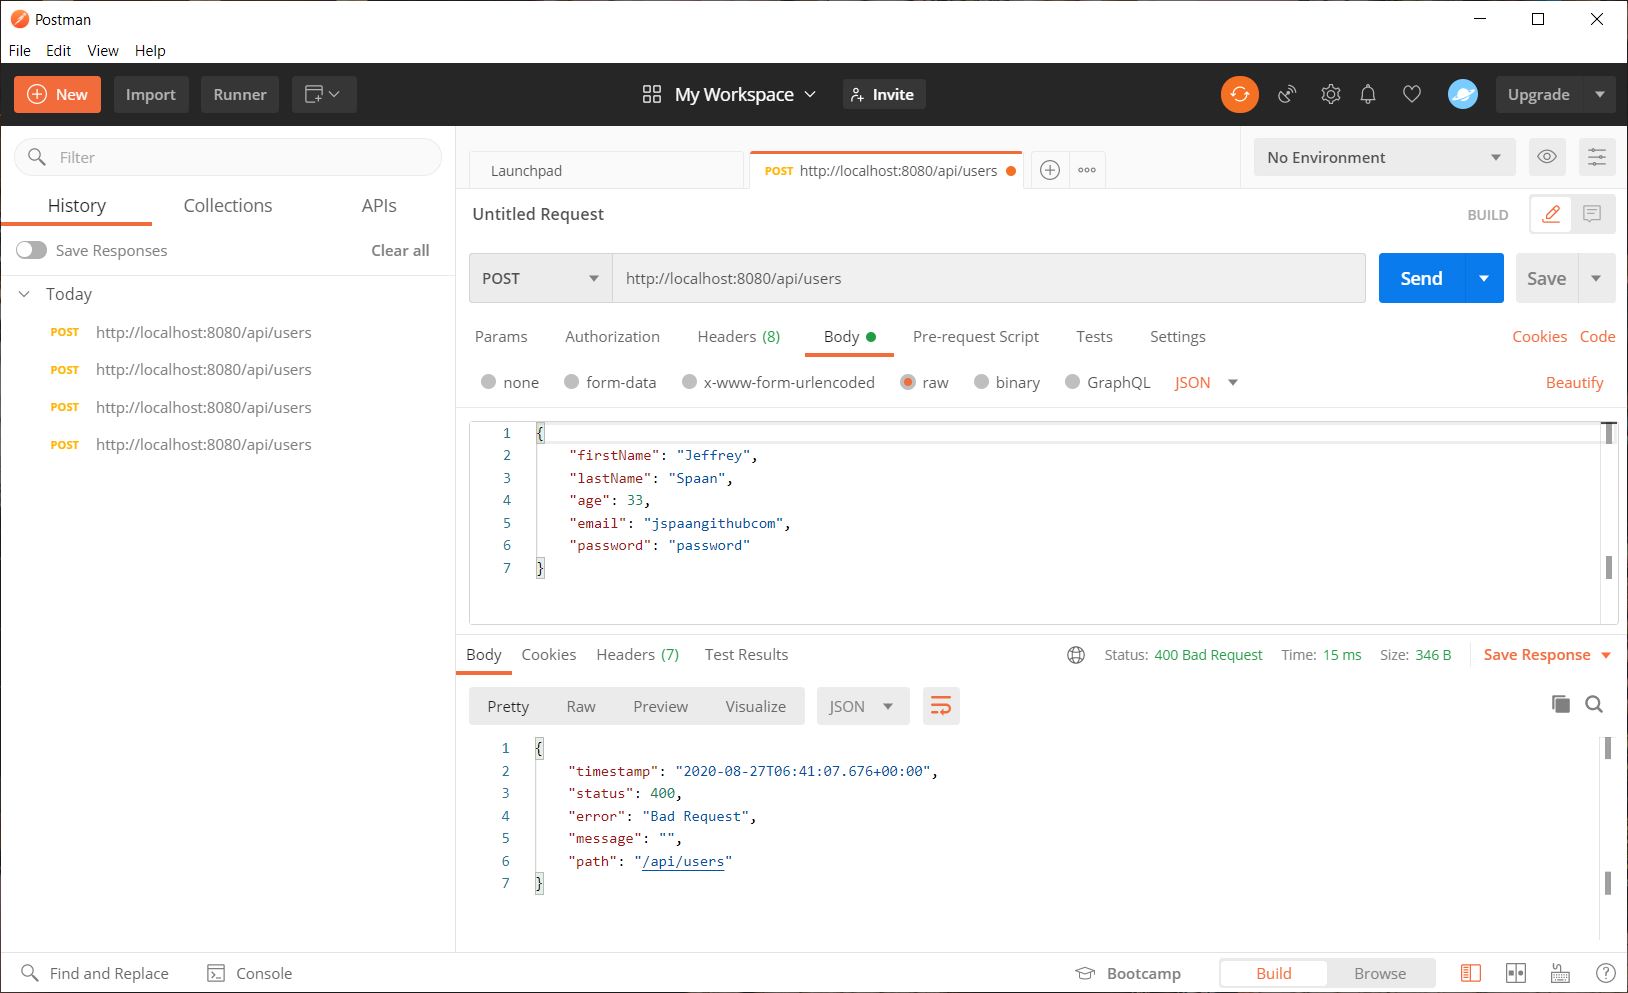 Postman
File Edit View Help
New Import Runner My Workspace Invite Upgrade
Filter
History Collections APIs
Save Responses Clear all
Today
POST http://localhost:8080/api/users
POST http://localhost:8080/api/users
POST http://localhost:8080/api/users
POST http://localhost:8080/api/users
Launchpad POST http://localhost:8080/api/users No Environment
Untitled Request BUILD
POST http://localhost:8080/api/users Send Save
Params Authorization Headers (8) Body Pre-request Script Tests Settings Cookies Code
none form-data x-www-form-urlencoded raw binary GraphQL JSON Beautify
1 {
2 "firstName": "Jeffrey",
3 "lastName": "Spaan",
4 "age": 33,
5 "email": "jspaangithubcom",
6 "password": "password"
7 }
Body Cookies Headers (7) Test Results Status: 400 Bad Request Time: 15 ms Size: 346 B Save Response
Pretty Raw Preview Visualize JSON
1 {
2 "timestamp": "2020-08-27T06:41:07.676+00:00",
3 "status": 400,
4 "error": "Bad Request",
5 "message": "",
6 "path": "/api/users"
7 }
Find and Replace Console Bootcamp Build Browse